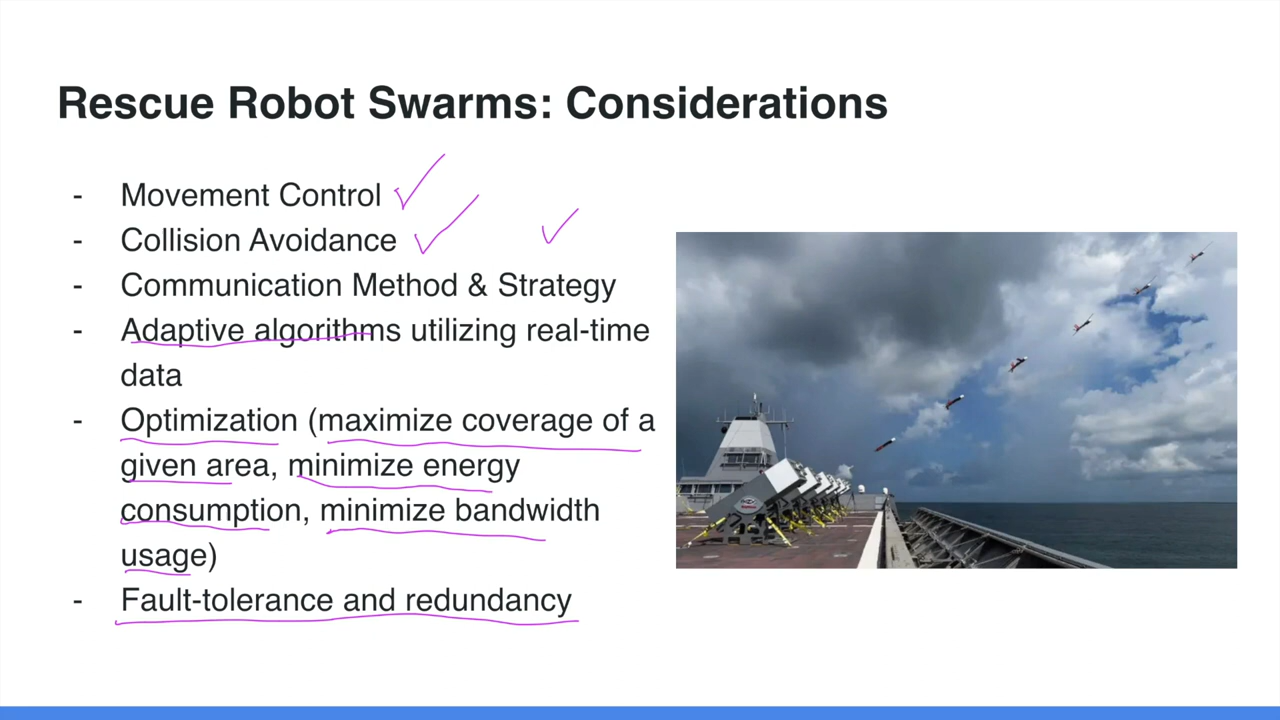 Rescue Robot Swarms: Considerations
- Movement Control
- Collision Avoidance
- Communication Method & Strategy
- Adaptive algorithms utilizing real-time
data
- Optimization (maximize coverage of a
given area, minimize energy
consumption, minimize bandwidth
usage)
- Fault-tolerance and redundancy